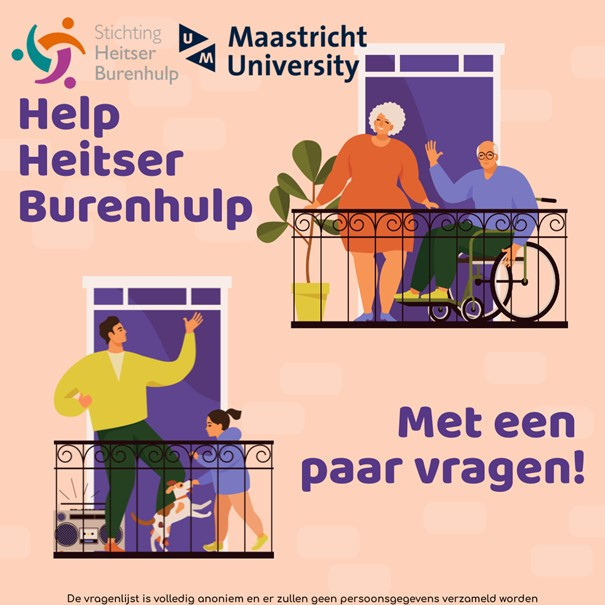 Stichting
Heitser
Burenhulp
U
M
Maastricht
University
Help
Heitser
Burenhulp
Met een
paar vragen!
De vragenlijst is volledig anoniem en er zullen geen persoonsgegevens verzameld worden